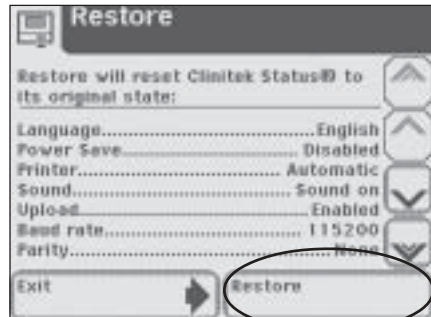 Restore
Restore will reset Clinitek Status® to
its original state:
Language..............................English
Power Save..........................Disabled
Printer..............................Automatic
Sound................................Sound on
Upload................................Enabled
Baud rate............................115200
Parity....................................None
Exit
Restore